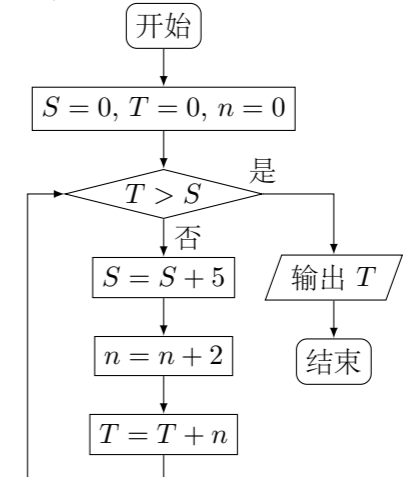 开始
S = 0, T = 0, n = 0
T > S
是
否
S = S + 5
输出 T
n = n + 2
结束
T = T + n